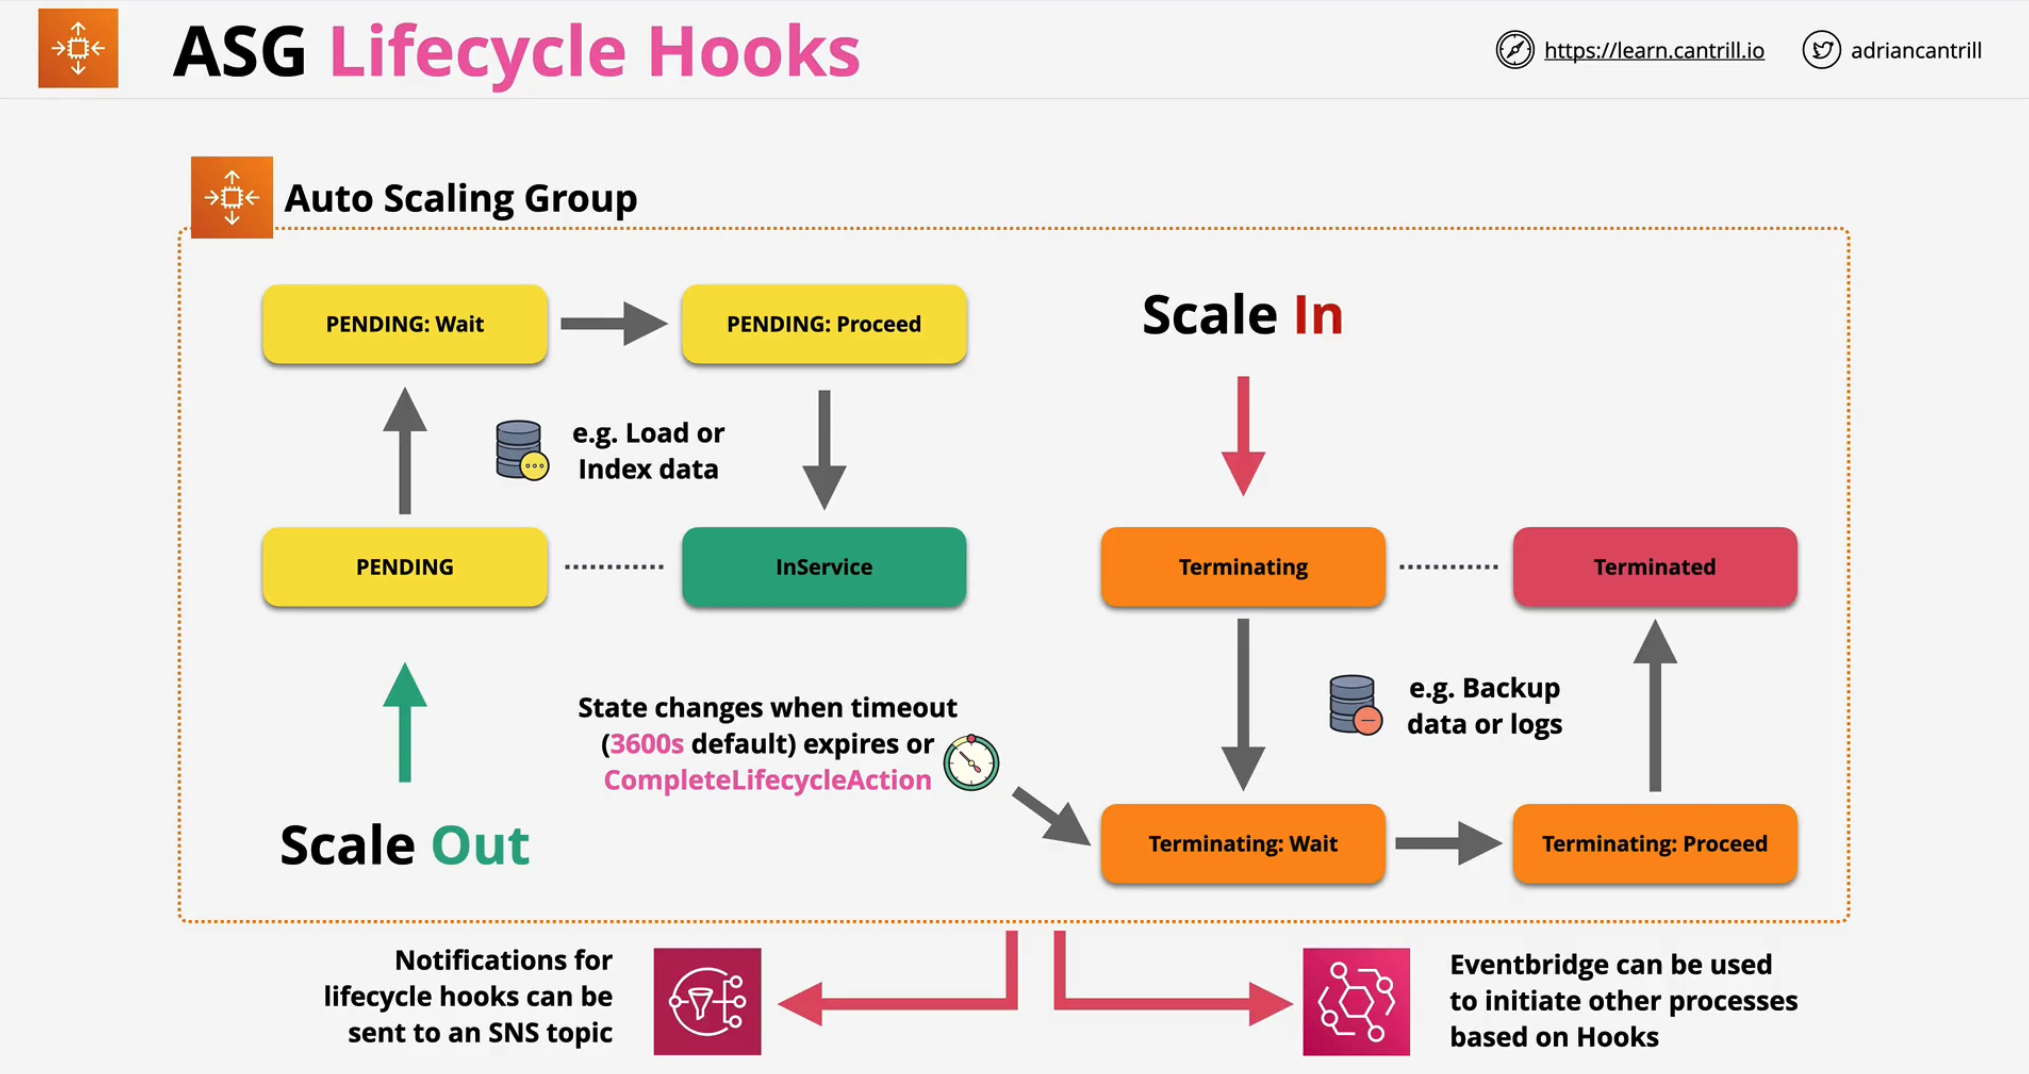 ASG Lifecycle Hooks
https://learn.cantrill.io
adriancantrill
Auto Scaling Group
PENDING: Wait
PENDING: Proceed
e.g. Load or
Index data
PENDING
InService
Scale Out
State changes when timeout
(3600s default) expires or
CompleteLifecycleAction
Scale In
Terminating
Terminated
e.g. Backup
data or logs
Terminating: Wait
Terminating: Proceed
Notifications for
lifecycle hooks can be
sent to an SNS topic
Eventbridge can be used
to initiate other processes
based on Hooks